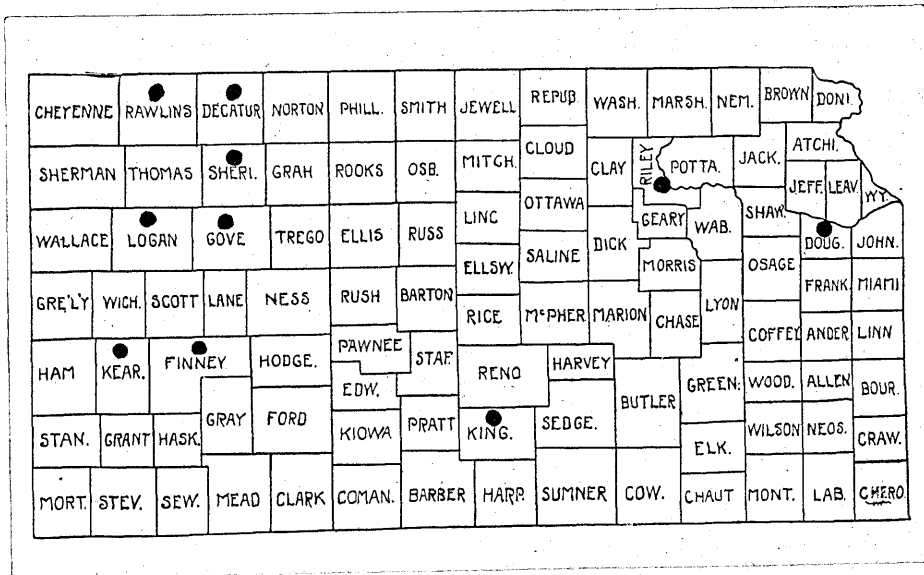 CHEYENNE RAWLINS DECATUR NORTON PHILL. SMITH JEWELL REPUB. WASH. MARSH. NEM. BROWN DONI.
SHERMAN THOMAS SHERI. GRAH ROOKS OSB. MITCH. CLOUD CLAY RILEY POTTA. JACK. ATCHI.
JEFF. LEAV. WY.
WALLACE LOGAN GOVE TREGO ELLIS RUSS LINC OTTAWA GEARY WAB. SHAW. DOUG. JOHN.
ELLSW. SALINE DICK MORRIS OSAGE
GRE'L'Y WICH. SCOTT LANE NESS RUSH BARTON RICE McPHER MARION CHASE LYON FRANK. MIAMI
COFFEY ANDER LINN
HAM KEAR. FINNEY HODGE. PAWNEE STAF. RENO HARVEY
EDW. BUTLER GREEN. WOOD. ALLEN BOUR.
STAN. GRANT HASK. GRAY FORD KIOWA PRATT KING. SEDGE. ELK. WILSON NEOS. CRAW.
MORT. STEV. SEW. MEAD CLARK COMAN. BARBER HARP. SUMNER COW. CHAUT MONT. LAB. CHERO.